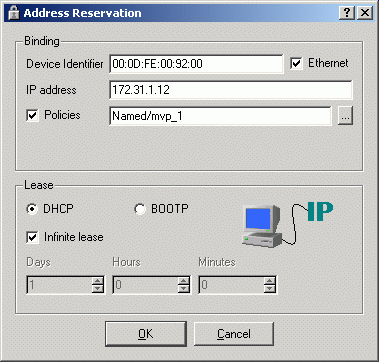 Address Reservation
Binding
Device Identifier 00:0D:FE:00:92:00 Ethernet
IP address 172.31.1.12
Policies Named/mvp_1 ...
Lease
DHCP BOOTP IP
Infinite lease
Days Hours Minutes
1 0 0
OK Cancel